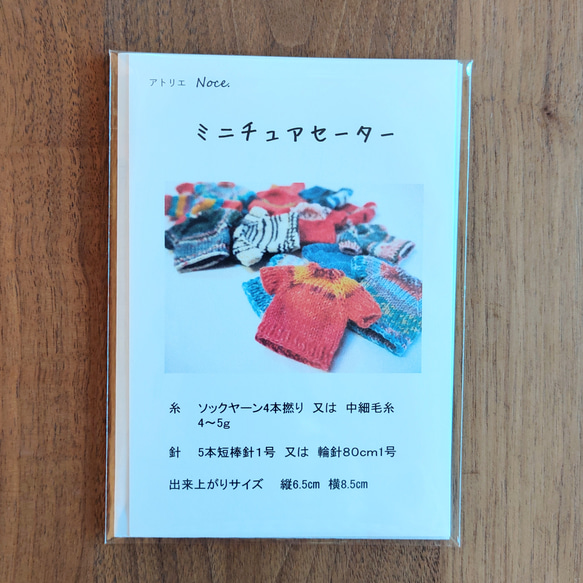 アトリエ Noce.
ミニチュアセーター
糸 ソックヤーン4本撚り 又は 中細毛糸
4~5g
針 5本短棒針1号 又は 輪針80cm1号
出来上がりサイズ 縦6.5cm 横8.5cm